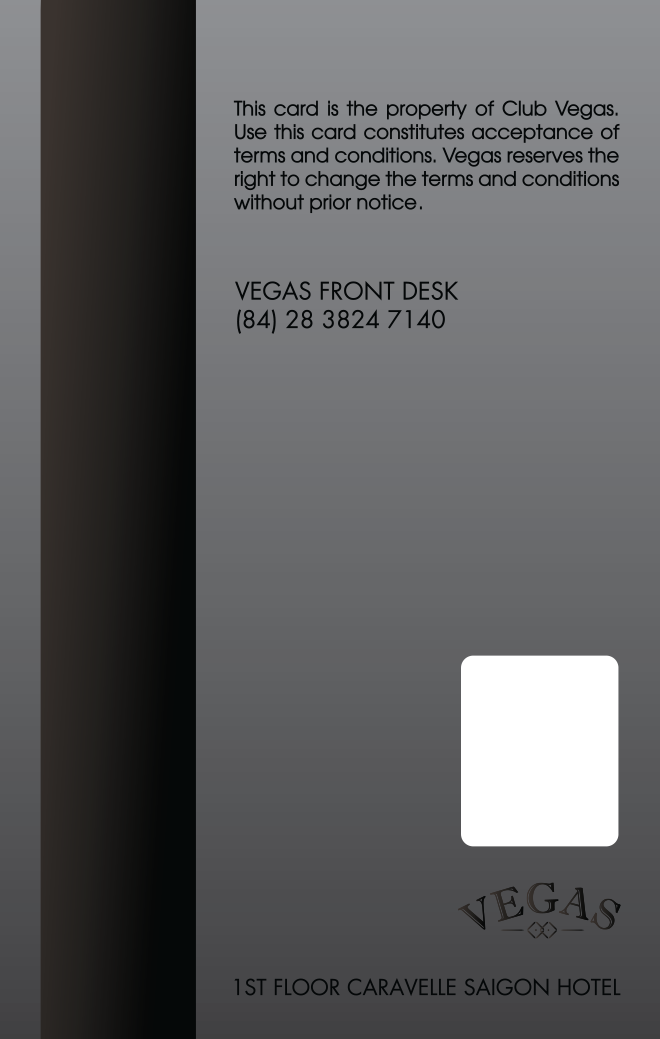 This card is the property of Club Vegas.
Use this card constitutes acceptance of
terms and conditions. Vegas reserves the
right to change the terms and conditions
without prior notice.
VEGAS FRONT DESK
(84) 28 3824 7140
VEGAS
1ST FLOOR CARAVELLE SAIGON HOTEL